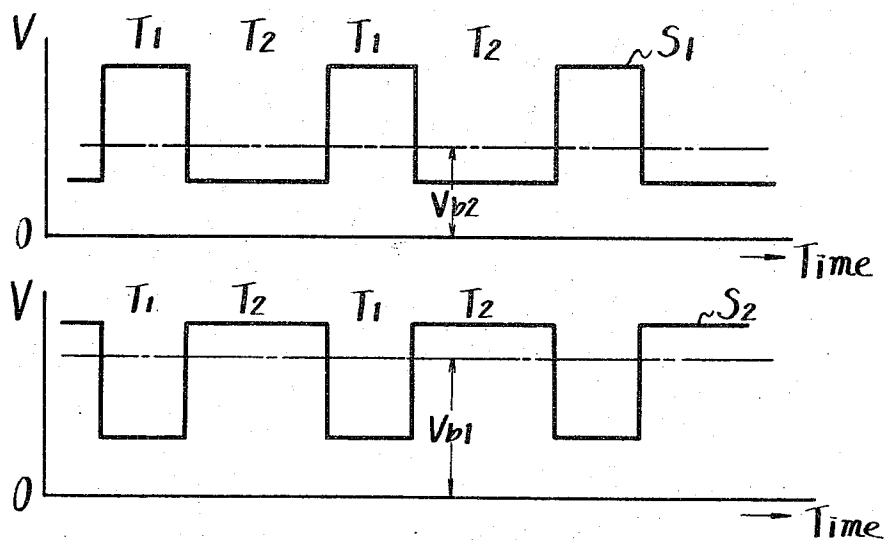 V T1 T2 T1 T2 S1
Vb2
0
Time
V T1 T2 T1 T2 S2
Vb1
0
Time